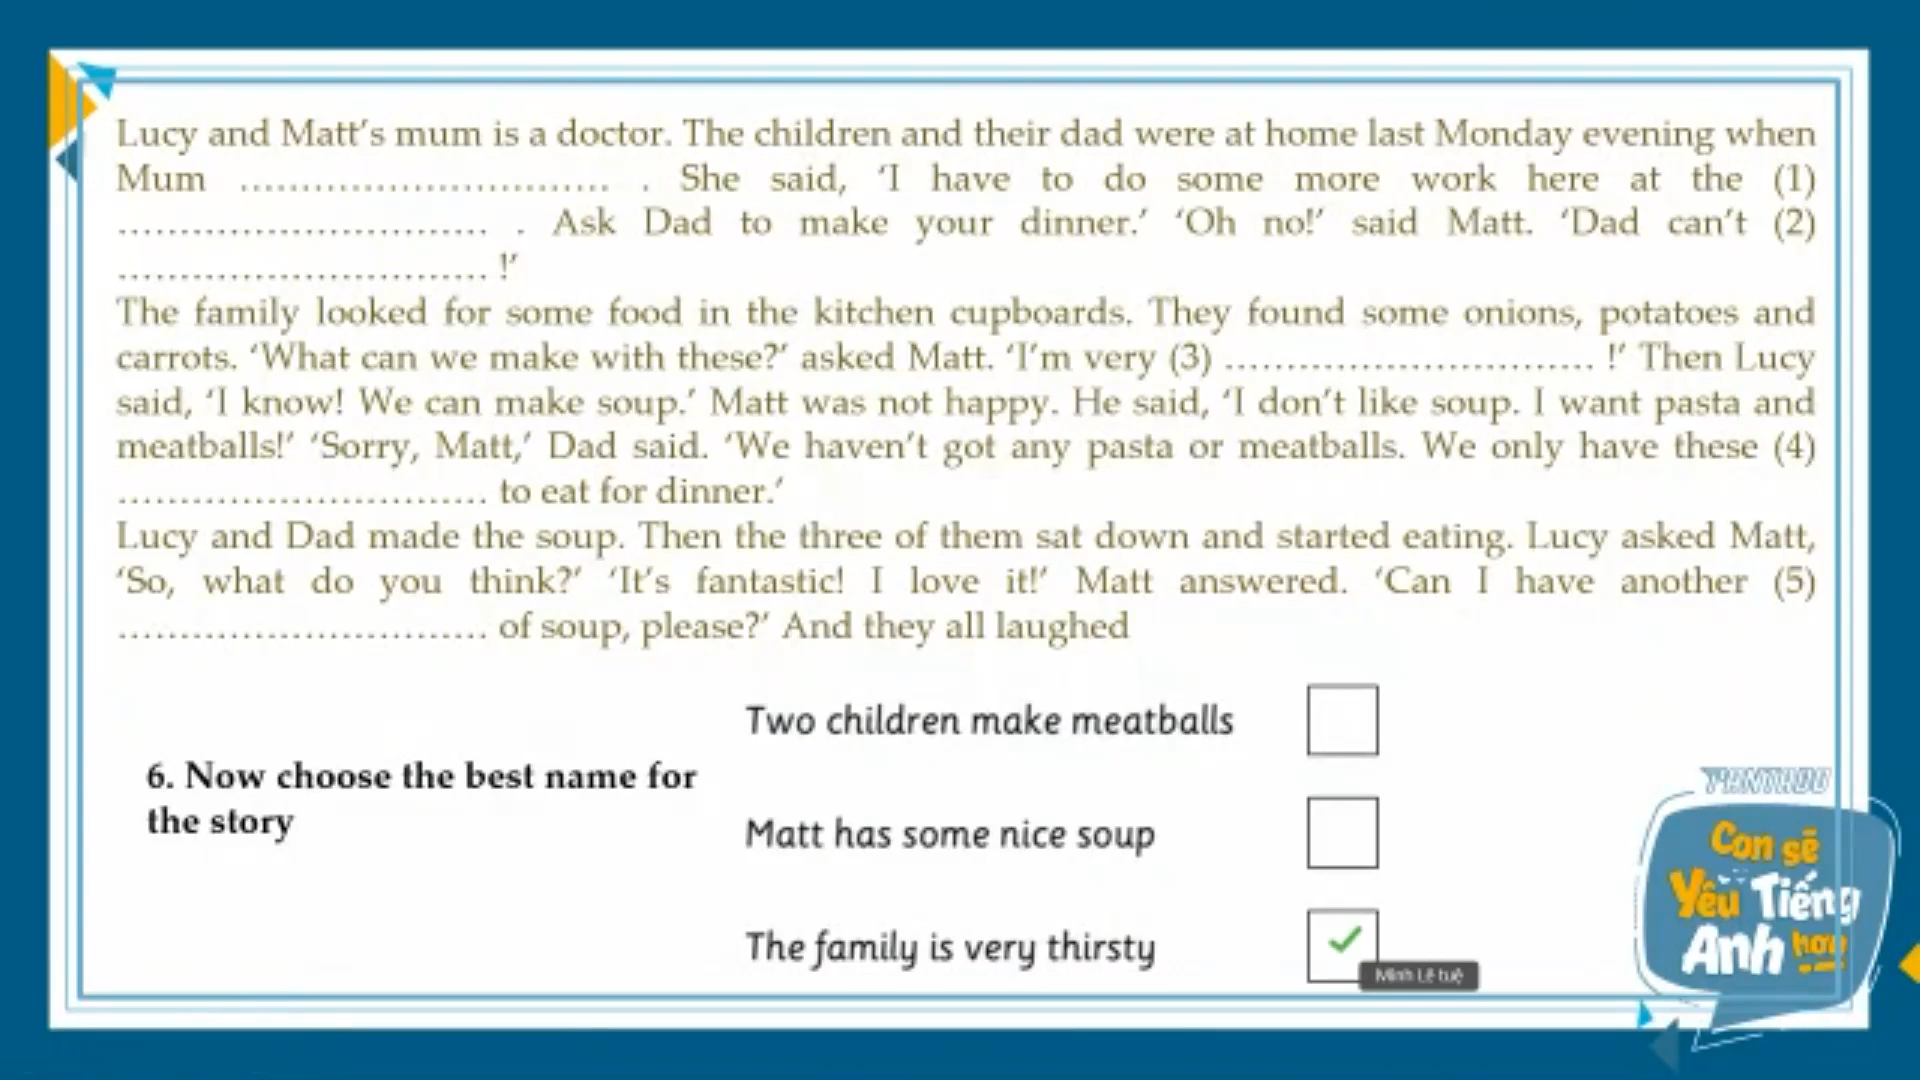 Lucy and Matt's mum is a doctor. The children and their dad were at home last Monday evening when
Mum .............................. . She said, 'I have to do some more work here at the (1)
.............................. . Ask Dad to make your dinner.' 'Oh no!' said Matt. 'Dad can't (2)
.............................. !'
The family looked for some food in the kitchen cupboards. They found some onions, potatoes and
carrots. 'What can we make with these?' asked Matt. 'I'm very (3) .............................. !' Then Lucy
said, 'I know! We can make soup.' Matt was not happy. He said, 'I don't like soup. I want pasta and
meatballs!' 'Sorry, Matt,' Dad said. 'We haven't got any pasta or meatballs. We only have these (4)
.............................. to eat for dinner.'
Lucy and Dad made the soup. Then the three of them sat down and started eating. Lucy asked Matt,
'So, what do you think?' 'It's fantastic! I love it!' Matt answered. 'Can I have another (5)
.............................. of soup, please?' And they all laughed
6. Now choose the best name for
the story
Two children make meatballs
Matt has some nice soup
The family is very thirsty
Minh Lê tuệ
PANTADO
Con sẽ
Yêu Tiếng
Anh hơn